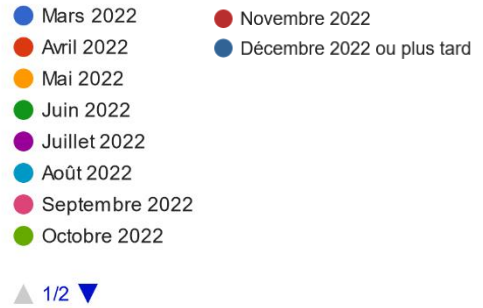 Mars 2022
Avril 2022
Mai 2022
Juin 2022
Juillet 2022
Août 2022
Septembre 2022
Octobre 2022
1/2
Novembre 2022
Décembre 2022 ou plus tard